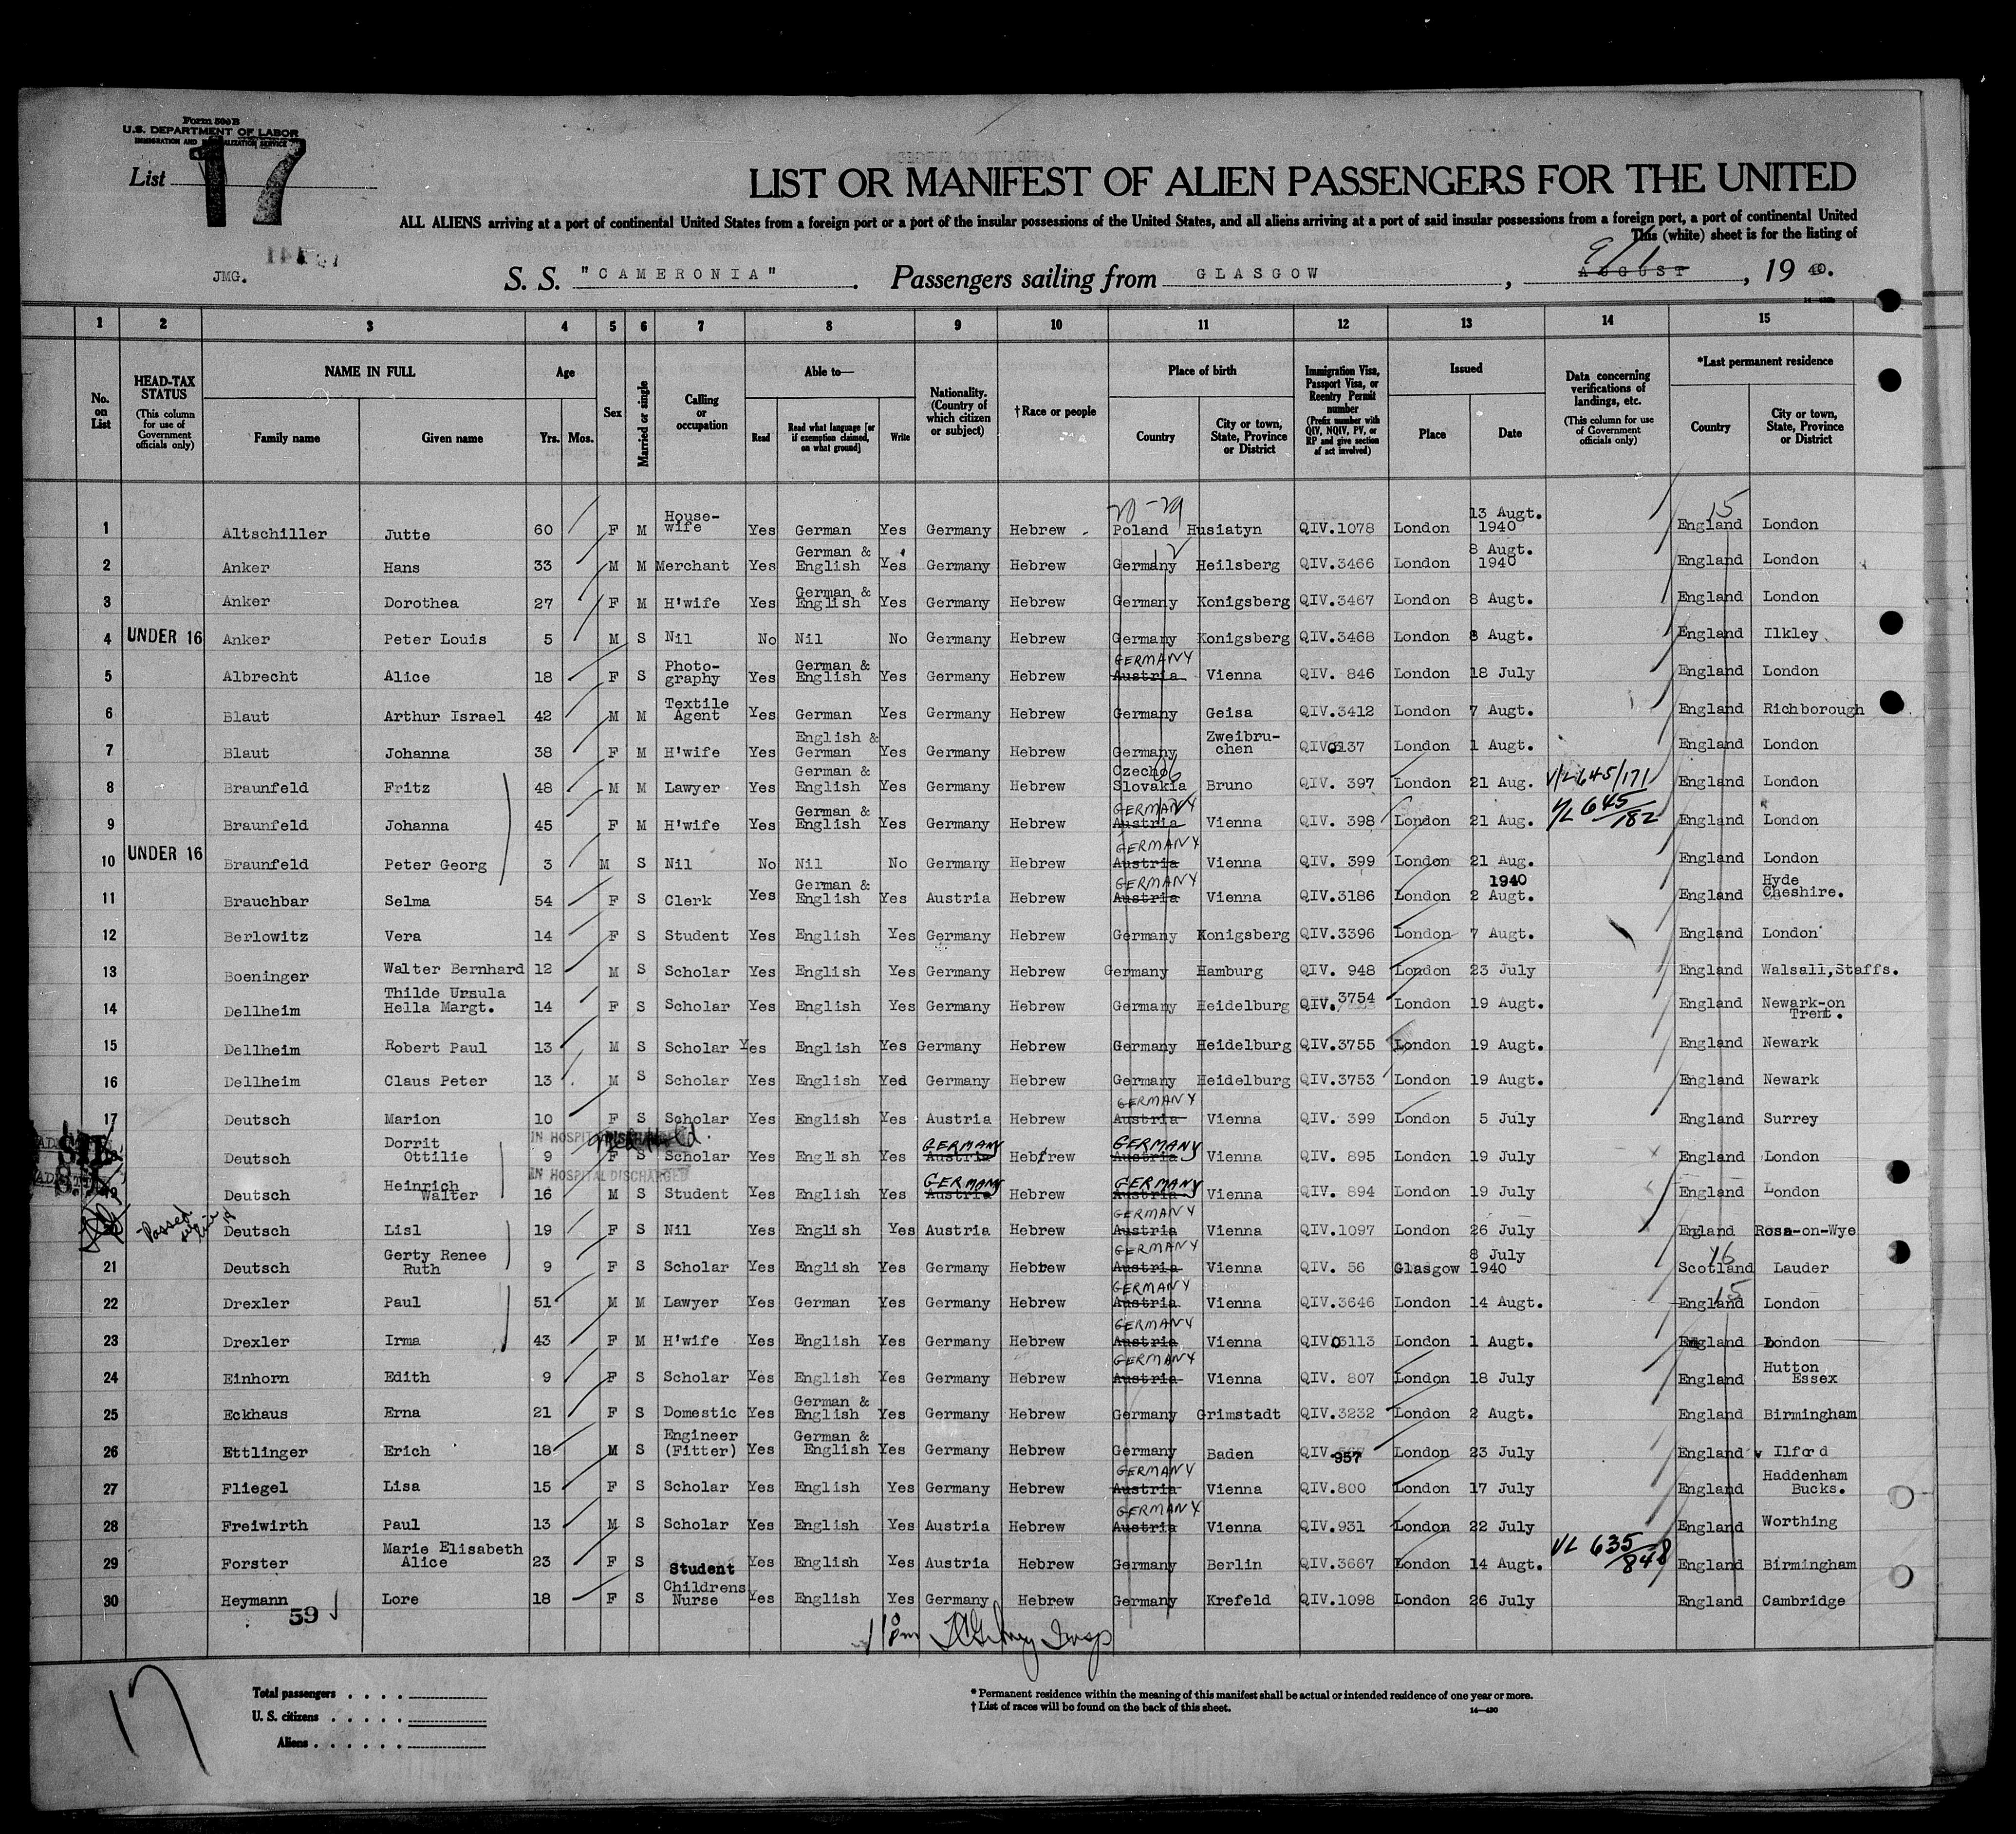 Form 500B
U.S. DEPARTMENT OF LABOR
List 17
LIST OR MANIFEST OF ALIEN PASSENGERS FOR THE UNITED
ALL ALIENS arriving at a port of continental United States from a foreign port or a port of the insular possessions of the United States, and all aliens arriving at a port of said insular possessions from a foreign port, a port of continental United
This (white) sheet is for the listing of
JMG.
S. S. "CAMERONIA". Passengers sailing from GLASGOW, AUGUST 9/1, 1940.
1 2 3 4 5 6 7 8 9 10 11 12 13 14 15
No. on List
HEAD-TAX STATUS (This column for use of Government officials only)
NAME IN FULL Family name Given name
Age Yrs. Mos.
Sex
Married or single
Calling or occupation
Able to— Read Read what language [or if exemption claimed, on what ground] Write
Nationality. (Country of which citizen or subject)
†Race or people
Place of birth Country City or town, State, Province or District
Immigration Visa, Passport Visa, or Reentry Permit number (Prefix number with QIV, NQIV, PV, or RP and give section of act involved)
Issued Place Date
Data concerning verifications of landings, etc. (This column for use of Government officials only)
*Last permanent residence Country City or town, State, Province or District
1 Altschiller Jutte 60 F M House-wife Yes German Yes Germany Hebrew Poland Husiatyn QIV.1078 London 13 Augt. 1940 England 15 London
2 Anker Hans 33 M M Merchant Yes German & English Yes Germany Hebrew Germany Heilsberg QIV.3466 London 8 Augt. 1940 England London
3 Anker Dorothea 27 F M H'wife Yes German & English Yes Germany Hebrew Germany Konigsberg QIV.3467 London 8 Augt. England London
4 UNDER 16 Anker Peter Louis 5 M S Nil No Nil No Germany Hebrew Germany Konigsberg QIV.3468 London 8 Augt. England Ilkley
5 Albrecht Alice 18 F S Photo-graphy Yes German & English Yes Germany Hebrew GERMANY Austria Vienna QIV. 846 London 18 July England London
6 Blaut Arthur Israel 42 M M Textile Agent Yes German Yes Germany Hebrew Germany Geisa QIV.3412 London 7 Augt. England Richborough
7 Blaut Johanna 38 F M H'wife Yes English & German Yes Germany Hebrew Germany Zweibru-chen QIV 3137 London 1 Augt. England London
8 Braunfeld Fritz 48 M M Lawyer Yes German & English Yes Germany Hebrew Czecho Slovakia Bruno QIV. 397 London 21 Aug. V/L 645/171 England London
9 Braunfeld Johanna 45 F M H'wife Yes German & English Yes Germany Hebrew GERMANY Austria Vienna QIV. 398 London 21 Aug. V/L 645/182 England London
10 UNDER 16 Braunfeld Peter Georg 3 M S Nil No Nil No Germany Hebrew GERMANY Austria Vienna QIV. 399 London 21 Aug. 1940 England London
11 Brauchbar Selma 54 F S Clerk Yes German & English Yes Austria Hebrew GERMANY Austria Vienna QIV.3186 London 2 Augt. England Hyde Cheshire.
12 Berlowitz Vera 14 F S Student Yes English Yes Germany Hebrew Germany Konigsberg QIV.3396 London 7 Augt. England London
13 Boeninger Walter Bernhard 12 M S Scholar Yes English Yes Germany Hebrew Germany Hamburg QIV. 948 London 23 July England Walsall,Staffs.
14 Dellheim Thilde Ursula Hella Margt. 14 F S Scholar Yes English Yes Germany Hebrew Germany Heidelburg QIV.3754 London 19 Augt. England Newark-on Trent.
15 Dellheim Robert Paul 13 M S Scholar Yes English Yes Germany Hebrew Germany Heidelburg QIV.3755 London 19 Augt. England Newark
16 Dellheim Claus Peter 13 M S Scholar Yes English Yed Germany Hebrew Germany Heidelburg QIV.3753 London 19 Augt. England Newark
17 Deutsch Marion 10 F S Scholar Yes English Yes Austria Hebrew GERMANY Austria Vienna QIV. 399 London 5 July England Surrey
IN HOSPITAL DISCHARGED
Deutsch Dorrit Ottilie 9 F S Scholar Yes English Yes GERMANY Austria Hebrew GERMANY Austria Vienna QIV. 895 London 19 July England London
IN HOSPITAL DISCHARGED
Deutsch Heinrich Walter 16 M S Student Yes English Yes GERMANY Austria Hebrew GERMANY Austria Vienna QIV. 894 London 19 July England London
Passed Deutsch Lisl 19 F S Nil Yes English Yes Austria Hebrew GERMANY Austria Vienna QIV.1097 London 26 July England Ross-on-Wye
21 Deutsch Gerty Renee Ruth 9 F S Scholar Yes English Yes Germany Hebrew GERMANY Austria Vienna QIV. 56 Glasgow 8 July 1940 Scotland 16 Lauder
22 Drexler Paul 51 M M Lawyer Yes German Yes Germany Hebrew GERMANY Austria Vienna QIV.3646 London 14 Augt. England 15 London
23 Drexler Irma 43 F M H'wife Yes English Yes Germany Hebrew GERMANY Austria Vienna QIV 3113 London 1 Augt. England London
24 Einhorn Edith 9 F S Scholar Yes English Yes Germany Hebrew GERMANY Austria Vienna QIV. 807 London 18 July England Hutton Essex
25 Eckhaus Erna 21 F S Domestic Yes German & English Yes Germany Hebrew Germany Grimstadt QIV.3232 London 2 Augt. England Birmingham
26 Ettlinger Erich 18 M S Engineer (Fitter) Yes German & English Yes Germany Hebrew Germany Baden QIV 957 London 23 July England Ilford
27 Fliegel Lisa 15 F S Scholar Yes English Yes Germany Hebrew GERMANY Austria Vienna QIV.800 London 17 July England Haddenham Bucks.
28 Freiwirth Paul 13 M S Scholar Yes English Yes Austria Hebrew GERMANY Austria Vienna QIV.931 London 22 July England Worthing
29 Forster Marie Elisabeth Alice 23 F S Student Yes English Yes Austria Hebrew Germany Berlin QIV.3667 London 14 Augt. VL 635/848 England Birmingham
30 Heymann Lore 18 F S Childrens Nurse Yes English Yes Germany Hebrew Germany Krefeld QIV.1098 London 26 July England Cambridge
59
17
Total passengers
U. S. citizens
Aliens
* Permanent residence within the meaning of this manifest shall be actual or intended residence of one year or more.
† List of races will be found on the back of this sheet.
14—430